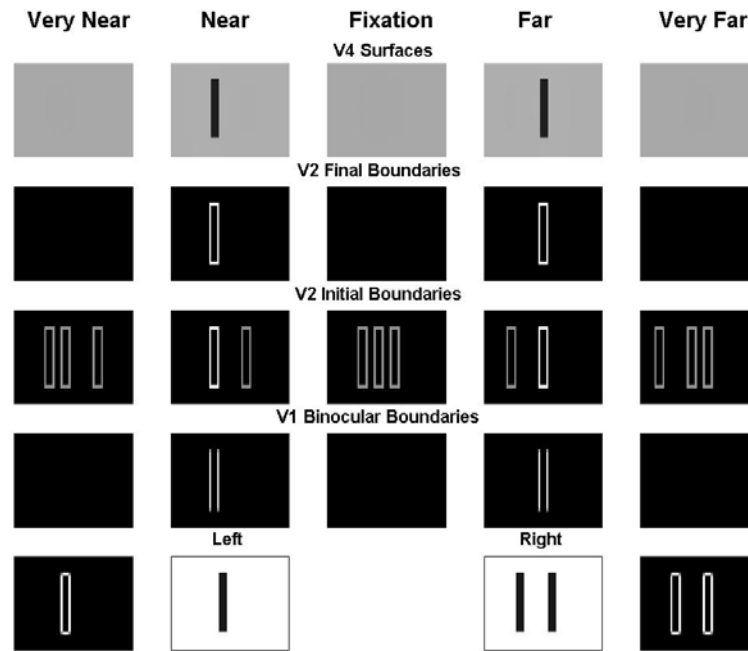 Very Near Near Fixation Far Very Far
V4 Surfaces
V2 Final Boundaries
V2 Initial Boundaries
V1 Binocular Boundaries
Left Right